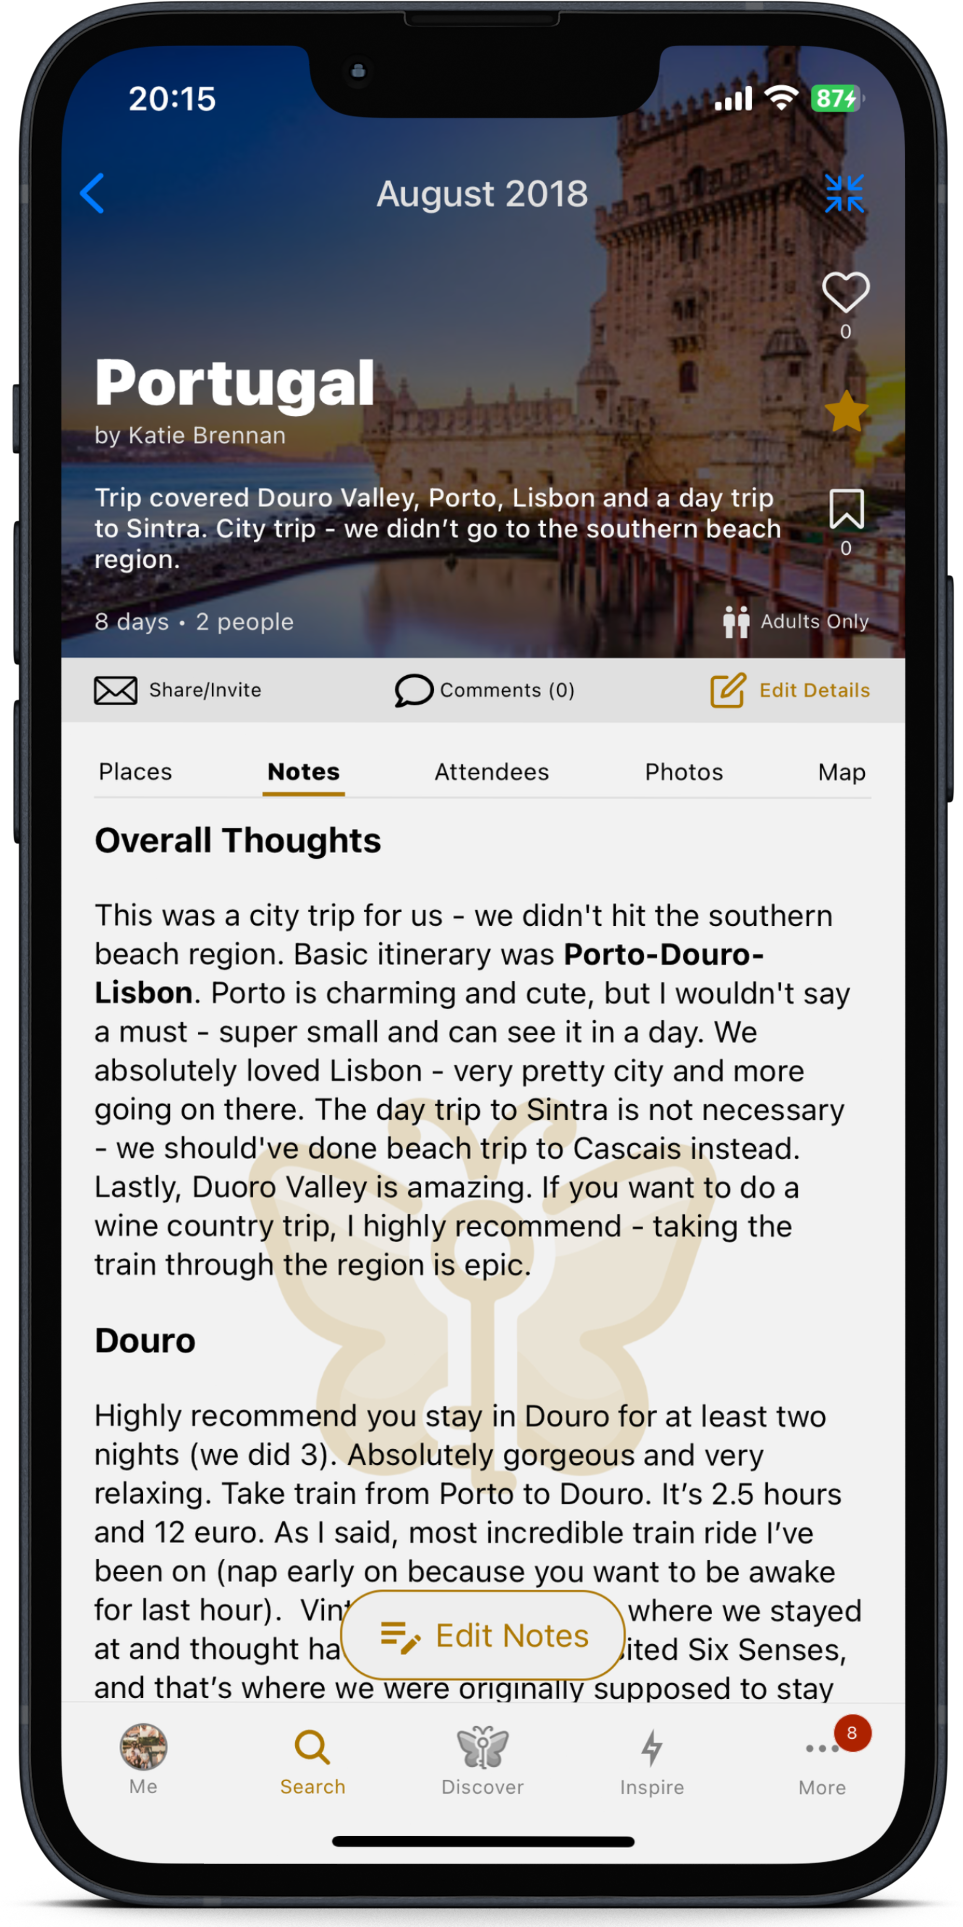 20:15
87
August 2018
0
Portugal
by Katie Brennan
Trip covered Douro Valley, Porto, Lisbon and a day trip
to Sintra. City trip - we didn't go to the southern beach
region.
0
8 days • 2 people
Adults Only
Share/Invite
Comments (0)
Edit Details
Places
Notes
Attendees
Photos
Map
Overall Thoughts
This was a city trip for us - we didn't hit the southern
beach region. Basic itinerary was Porto-Douro-
Lisbon. Porto is charming and cute, but I wouldn't say
a must - super small and can see it in a day. We
absolutely loved Lisbon - very pretty city and more
going on there. The day trip to Sintra is not necessary
- we should've done beach trip to Cascais instead.
Lastly, Duoro Valley is amazing. If you want to do a
wine country trip, I highly recommend - taking the
train through the region is epic.
Douro
Highly recommend you stay in Douro for at least two
nights (we did 3). Absolutely gorgeous and very
relaxing. Take train from Porto to Douro. It’s 2.5 hours
and 12 euro. As I said, most incredible train ride I’ve
been on (nap early on because you want to be awake
for last hour). where we stayed
at and thought Six Senses,
Edit Notes
and that’s where we were originally supposed to stay
Me
Search
Discover
Inspire
More
8